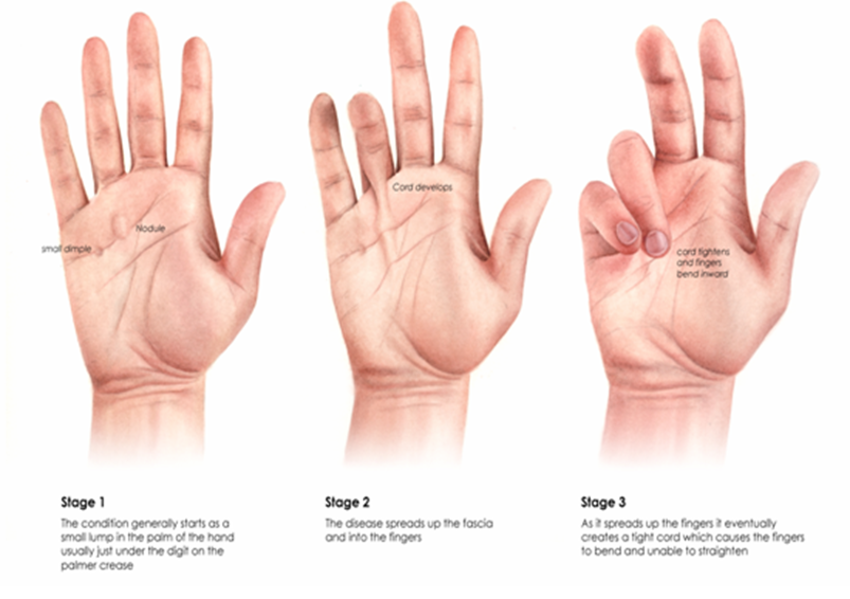 small dimple
Nodule
Cord develops
cord tightens
and fingers
bend inward
Stage 1
The condition generally starts as a
small lump in the palm of the hand
usually just under the digit on the
palmer crease
Stage 2
The disease spreads up the fascia
and into the fingers
Stage 3
As it spreads up the fingers it eventually
creates a tight cord which causes the fingers
to bend and unable to straighten